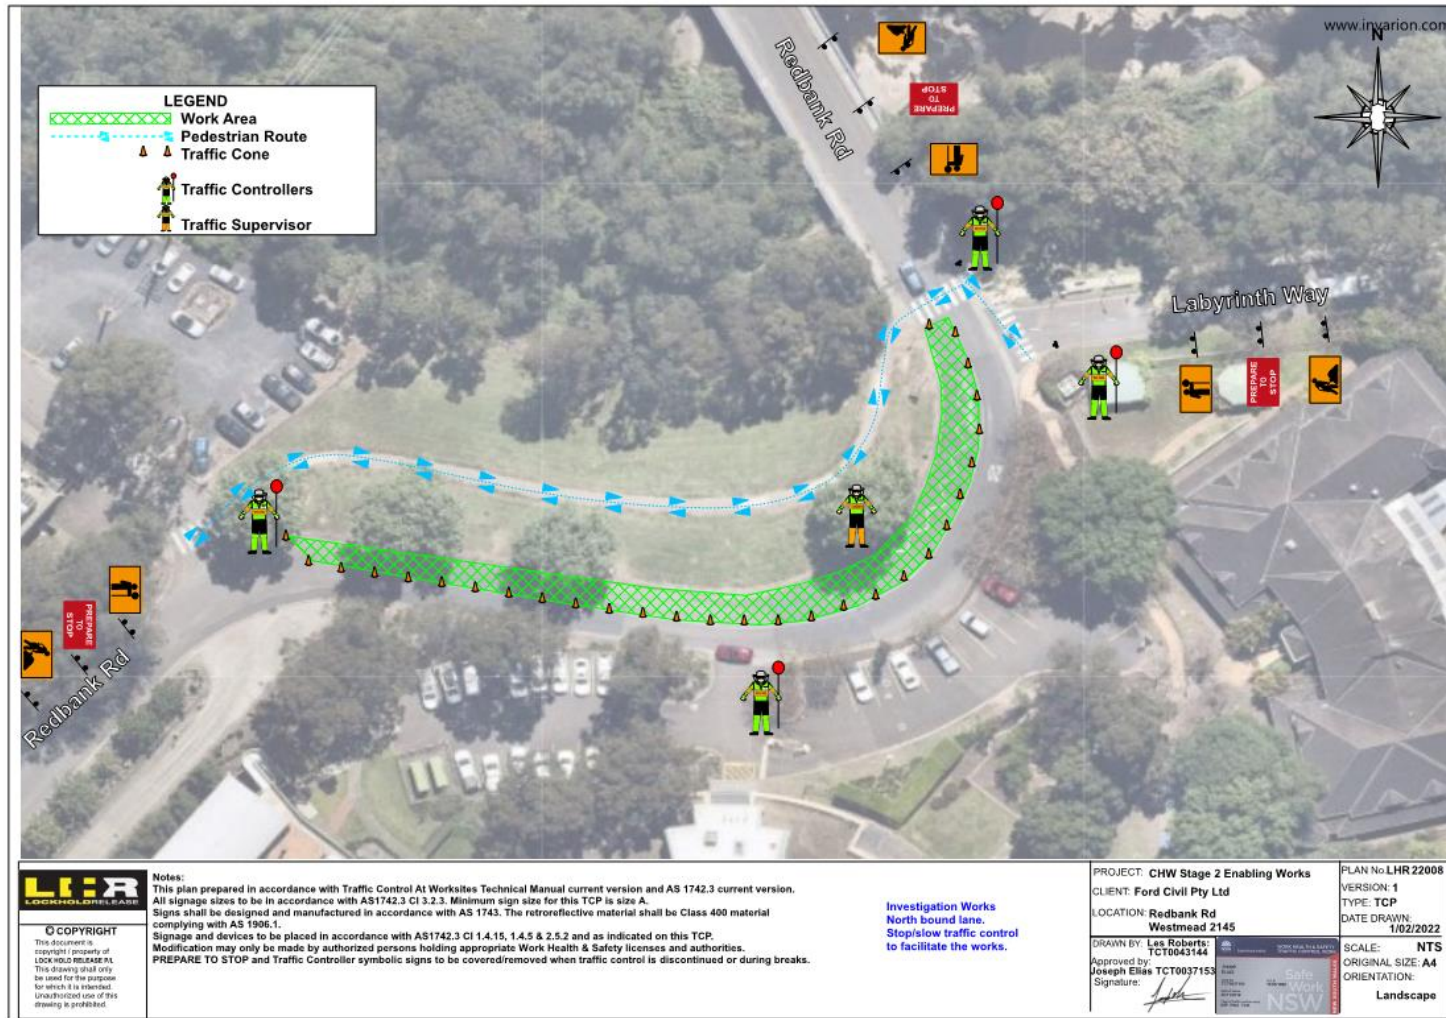 www.invarion.com
N
LEGEND
Work Area
Pedestrian Route
Traffic Cone
Traffic Controllers
Traffic Supervisor
Redbank Rd
PREPARE
TO
STOP
Labyrinth Way
PREPARE
TO
STOP
PREPARE
TO
STOP
Redbank Rd
LHR
LOCKHOLDRELEASE
© COPYRIGHT
This document is
copyright / property of
LOCK HOLD RELEASE P/L
This drawing shall only
be used for the purpose
for which it is intended.
Unauthorized use of this
drawing is prohibited.
Notes:
This plan prepared in accordance with Traffic Control At Worksites Technical Manual current version and AS 1742.3 current version.
All signage sizes to be in accordance with AS1742.3 Cl 3.2.3. Minimum sign size for this TCP is size A.
Signs shall be designed and manufactured in accordance with AS 1743. The retroreflective material shall be Class 400 material
complying with AS 1906.1.
Signage and devices to be placed in accordance with AS1742.3 Cl 1.4.15, 1.4.5 & 2.5.2 and as indicated on this TCP.
Modification may only be made by authorized persons holding appropriate Work Health & Safety licenses and authorities.
PREPARE TO STOP and Traffic Controller symbolic signs to be covered/removed when traffic control is discontinued or during breaks.
Investigation Works
North bound lane.
Stop/slow traffic control
to facilitate the works.
PROJECT: CHW Stage 2 Enabling Works
CLIENT: Ford Civil Pty Ltd
LOCATION: Redbank Rd
Westmead 2145
DRAWN BY: Les Roberts:
TCT0043144
Approved by:
Joseph Elias TCT0037153
Signature:
Safe
Work
NSW
PLAN No. LHR 22008
VERSION: 1
TYPE: TCP
DATE DRAWN:
1/02/2022
SCALE: NTS
ORIGINAL SIZE: A4
ORIENTATION:
Landscape